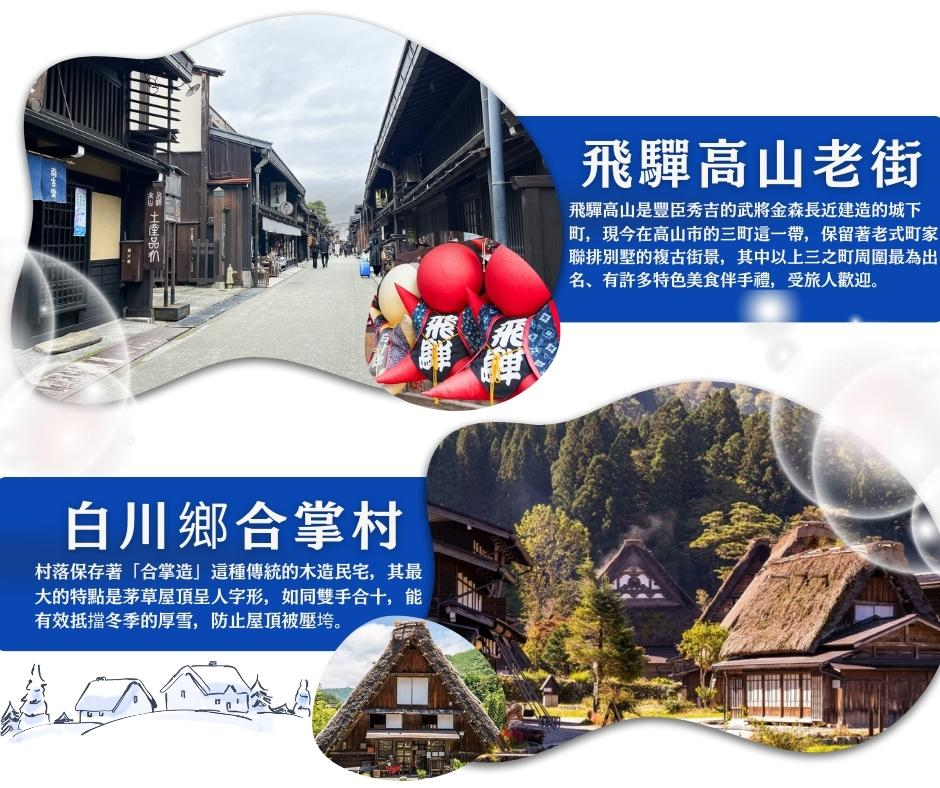 飛驒高山老街
飛驒高山是豐臣秀吉的武將金森長近建造的城下
町，現今在高山市的三町這一帶，保留著老式町家
聯排別墅的複古街景，其中以上三之町周圍最為出
名、有許多特色美食伴手禮，受旅人歡迎。
土産品
飛騨
飛騨
白川鄉合掌村
村落保存著「合掌造」這種傳統的木造民宅，其最
大的特點是茅草屋頂呈人字形，如同雙手合十，能
有效抵擋冬季的厚雪，防止屋頂被壓垮。